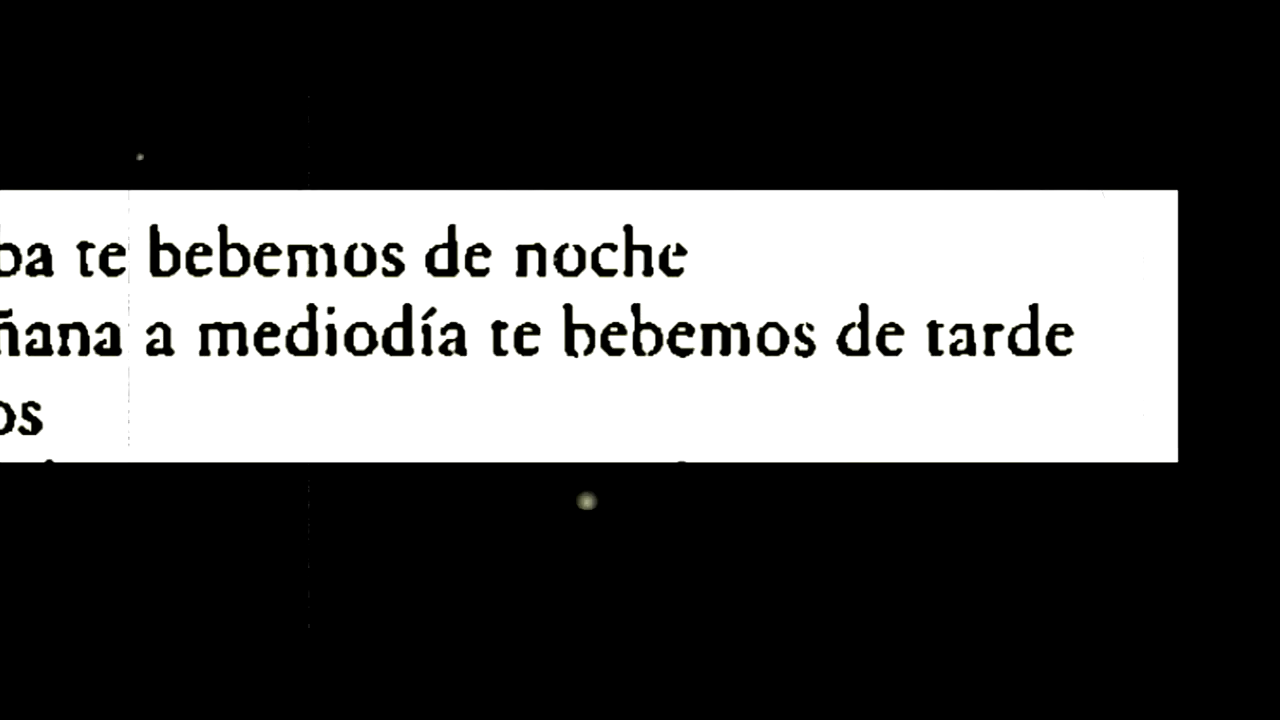 ba te bebemos de noche
ñana a mediodía te bebemos de tarde
os